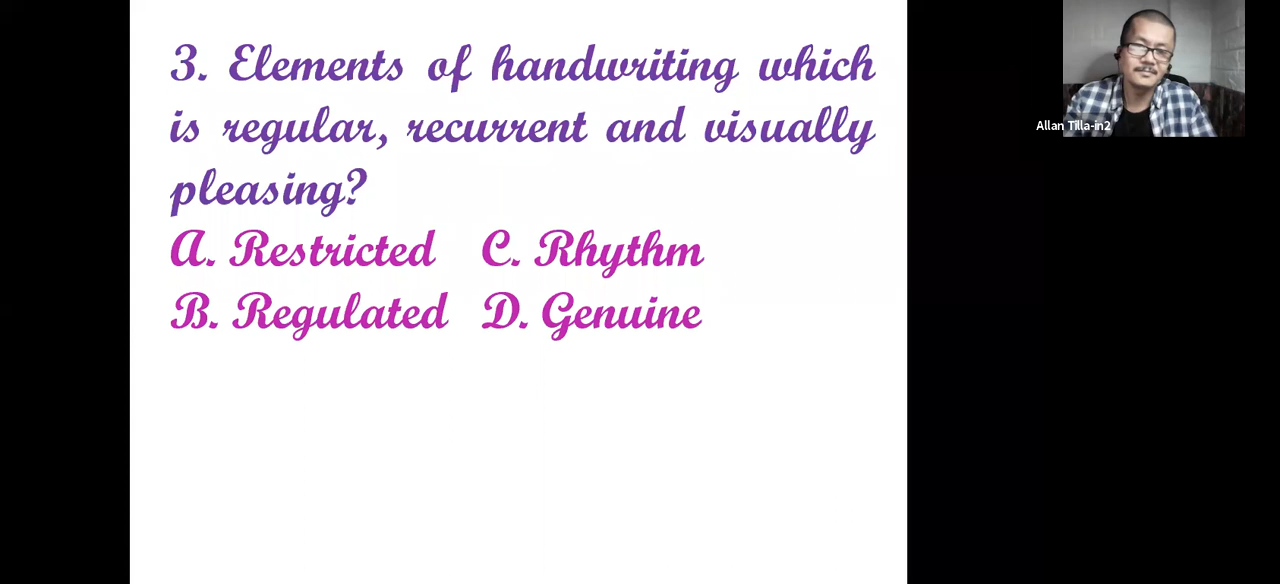 3. Elements of handwriting which
is regular, recurrent and visually
pleasing?
A. Restricted C. Rhythm
B. Regulated D. Genuine
Allan Tilla-in2